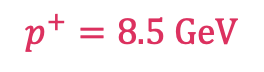 p⁺ = 8.5 GeV